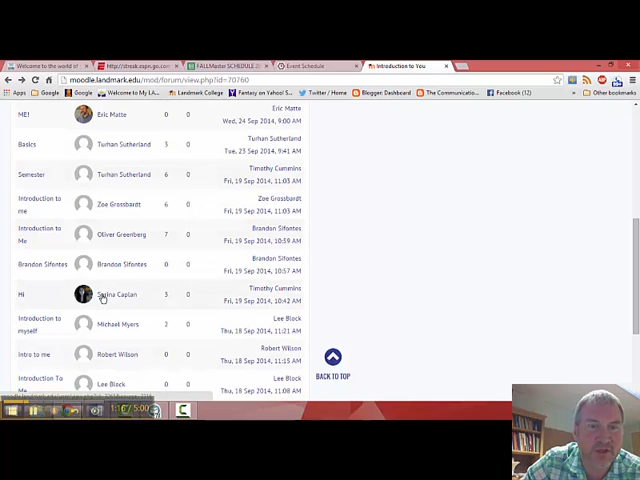 Welcome to the world of
http://streak.espn.go.com
FALLMaster SCHEDULE 2
Event Schedule
Introduction to You
moodle.landmark.edu/mod/forum/view.php?id=70760
Apps
Google
Google
Welcome to My LA...
Landmark College
Fantasy on Yahoo! S...
Twitter / Home
Blogger: Dashboard
The Communication...
Facebook (1)
Other bookmarks
ME!
Eric Matte
0
0
Eric Matte
Wed, 24 Sep 2014, 9:00 AM
Basics
Turhan Sutherland
3
0
Turhan Sutherland
Tue, 23 Sep 2014, 9:41 AM
Semester
Turhan Sutherland
6
0
Timothy Cummins
Fri, 19 Sep 2014, 11:03 AM
Introduction to
me
Zoe Grossbardt
6
0
Zoe Grossbardt
Fri, 19 Sep 2014, 11:03 AM
Introduction to
Me
Oliver Greenberg
7
0
Brandon Sifontes
Fri, 19 Sep 2014, 10:59 AM
Brandon Sifontes
Brandon Sifontes
0
0
Brandon Sifontes
Fri, 19 Sep 2014, 10:57 AM
Hi
Caplan
3
0
Timothy Cummins
Fri, 19 Sep 2014, 10:42 AM
Introduction to
myself
Michael Myers
2
0
Lee Block
Thu, 18 Sep 2014, 11:21 AM
Intro to me
Robert Wilson
0
0
Robert Wilson
Thu, 18 Sep 2014, 11:15 AM
Introduction To
Me
Lee Block
0
0
Lee Block
Thu, 18 Sep 2014, 11:08 AM
BACK TO TOP
1:16 / 5:00